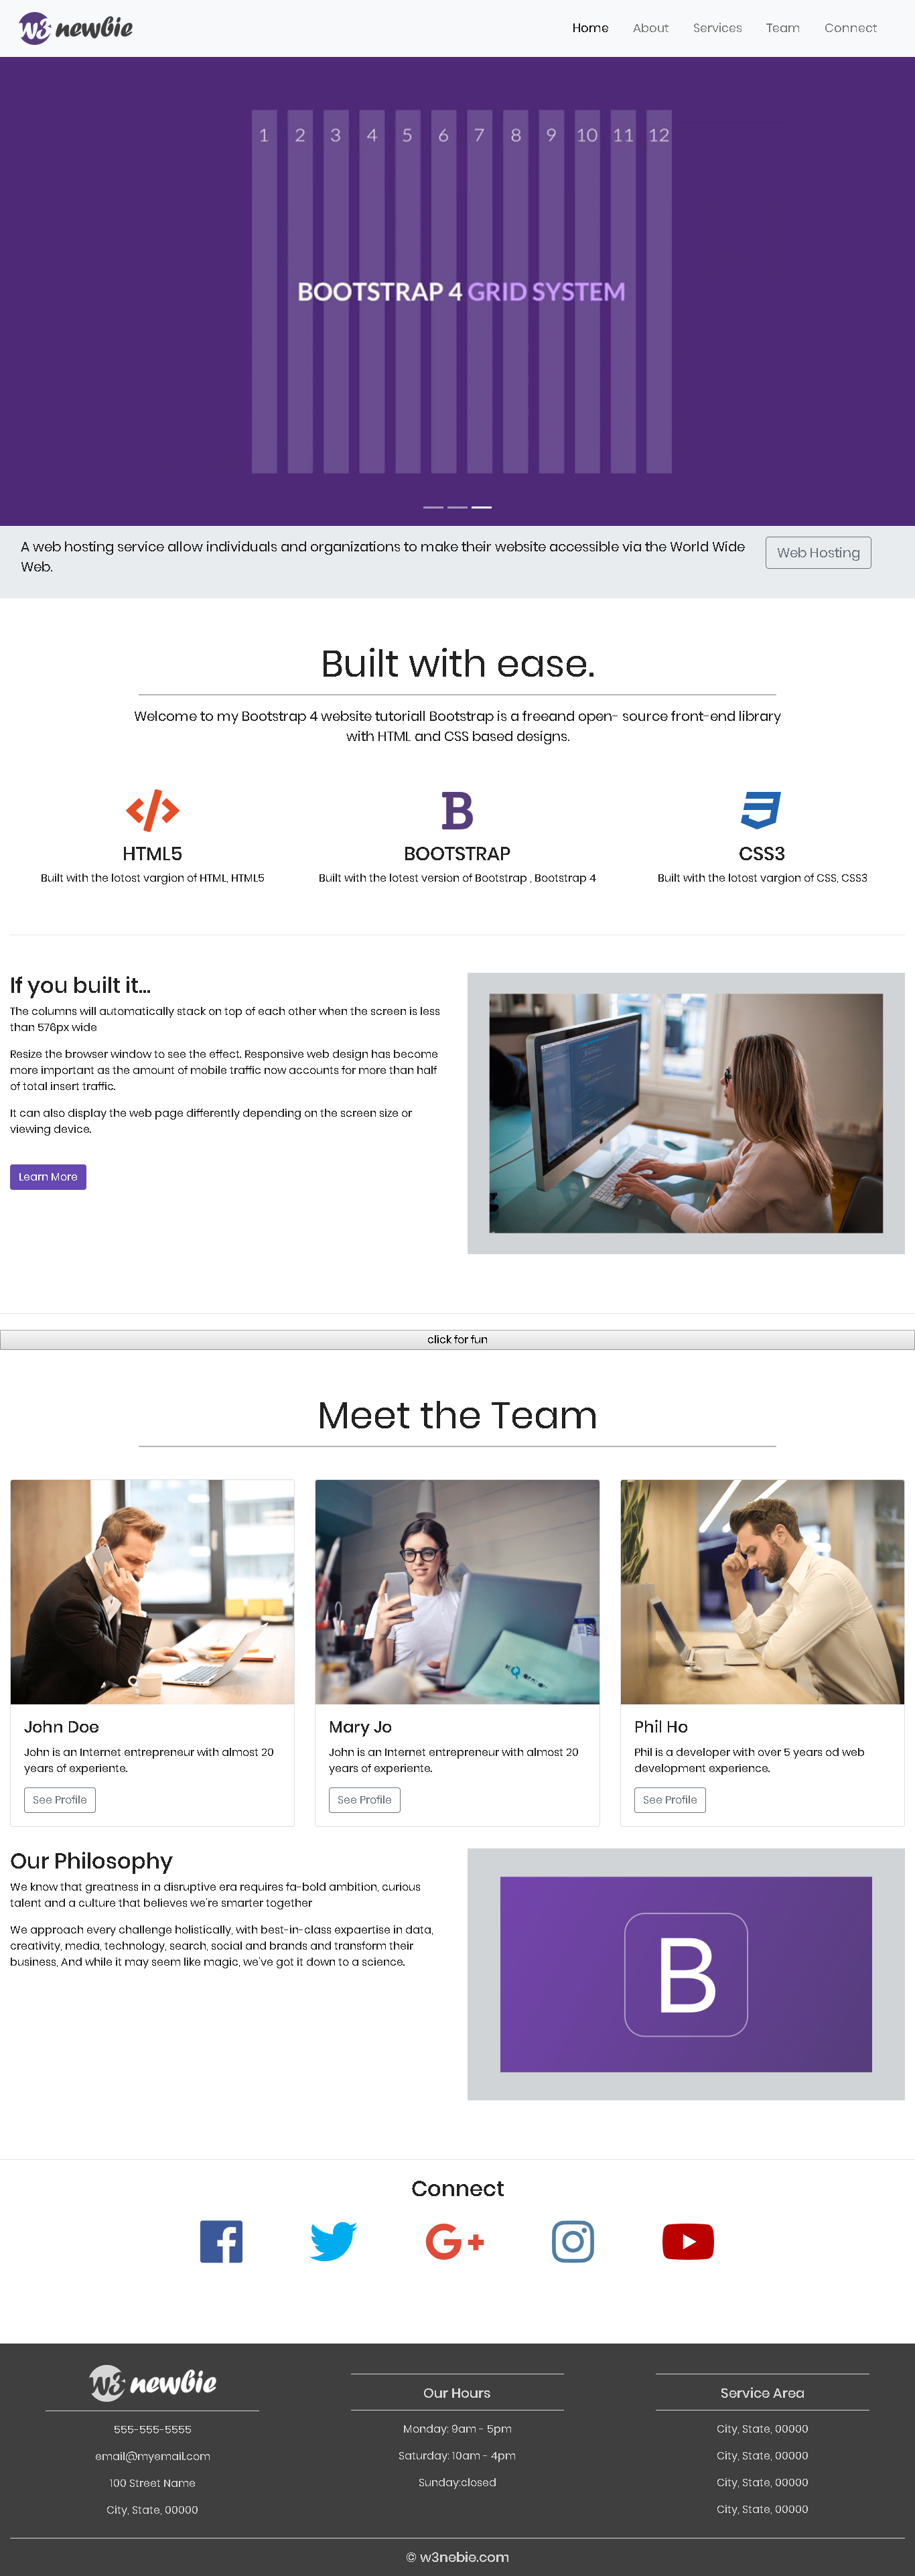 w3 newbie
Home About Services Team Connect
1 2 3 4 5 6 7 8 9 10 11 12
BOOTSTRAP 4 GRID SYSTEM
A web hosting service allow individuals and organizations to make their website accessible via the World Wide
Web.
Web Hosting
Built with ease.
Welcome to my Bootstrap 4 website tutoriall Bootstrap is a freeand open- source front-end library
with HTML and CSS based designs.
HTML5
Built with the lotost vargion of HTML, HTML5
B
BOOTSTRAP
Built with the lotest version of Bootstrap , Bootstrap 4
CSS3
Built with the lotost vargion of CSS, CSS3
If you built it...
The columns will automatically stack on top of each other when the screen is less
than 576px wide
Resize the browser window to see the effect. Responsive web design has become
more important as the amount of mobile traffic now accounts for more than half
of total insert traffic.
It can also display the web page differently depending on the screen size or
viewing device.
Learn More
click for fun
Meet the Team
John Doe
John is an Internet entrepreneur with almost 20
years of experiente.
See Profile
Mary Jo
John is an Internet entrepreneur with almost 20
years of experiente.
See Profile
Phil Ho
Phil is a developer with over 5 years od web
development experience.
See Profile
Our Philosophy
We know that greatness in a disruptive era requires fa-bold ambition, curious
talent and a culture that believes we're smarter together
We approach every challenge holistically, with best-in-class expaertise in data,
creativity, media, technology, search, social and brands and transform their
business, And while it may seem like magic, we've got it down to a science.
B
Connect
G+
w3 newbie
555-555-5555
email@myemail.com
100 Street Name
City, State, 00000
Our Hours
Monday: 9am - 5pm
Saturday: 10am - 4pm
Sunday:closed
Service Area
City, State, 00000
City, State, 00000
City, State, 00000
City, State, 00000
© w3nebie.com